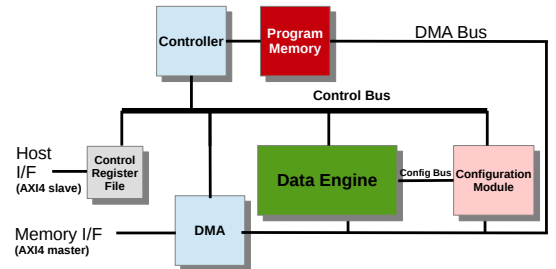 Controller
Program
Memory
DMA Bus
Control Bus
Host
I/F
(AXI4 slave)
Control
Register
File
Data Engine
Config Bus
Configuration
Module
Memory I/F
(AXI4 master)
DMA